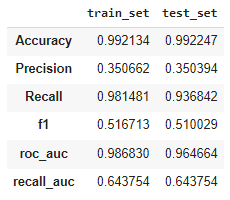 train_set test_set
Accuracy 0.992134 0.992247
Precision 0.350662 0.350394
Recall 0.981481 0.936842
f1 0.516713 0.510029
roc_auc 0.986830 0.964664
recall_auc 0.643754 0.643754